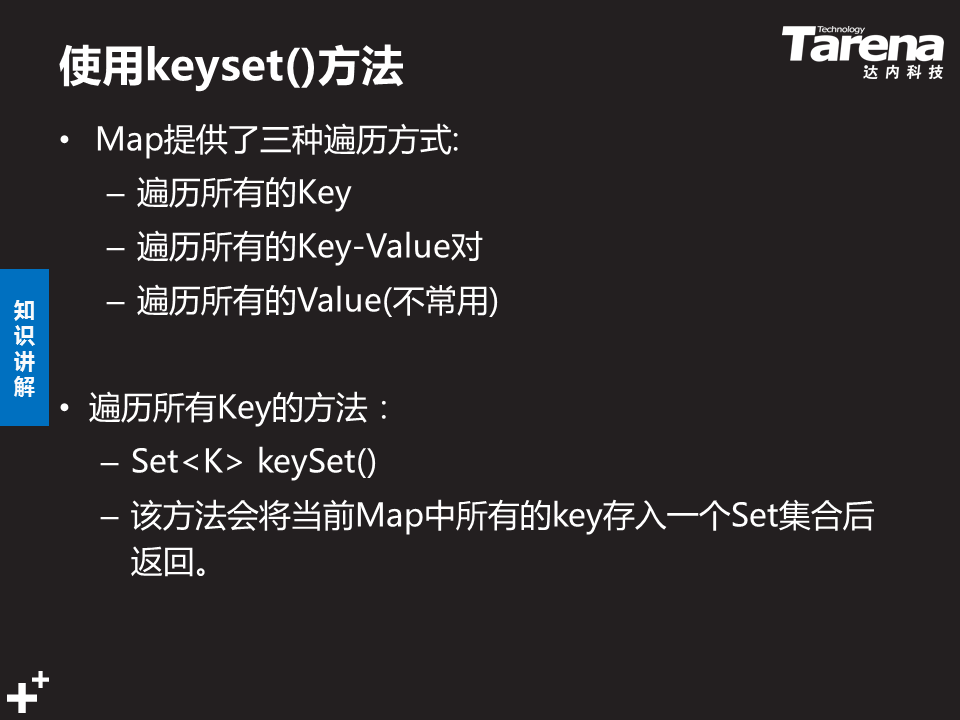 使用keyset()方法
Technology
Tarena
达内科技
• Map提供了三种遍历方式:
– 遍历所有的Key
– 遍历所有的Key-Value对
– 遍历所有的Value(不常用)
知识讲解
• 遍历所有Key的方法：
– Set<K> keySet()
– 该方法会将当前Map中所有的key存入一个Set集合后
返回。